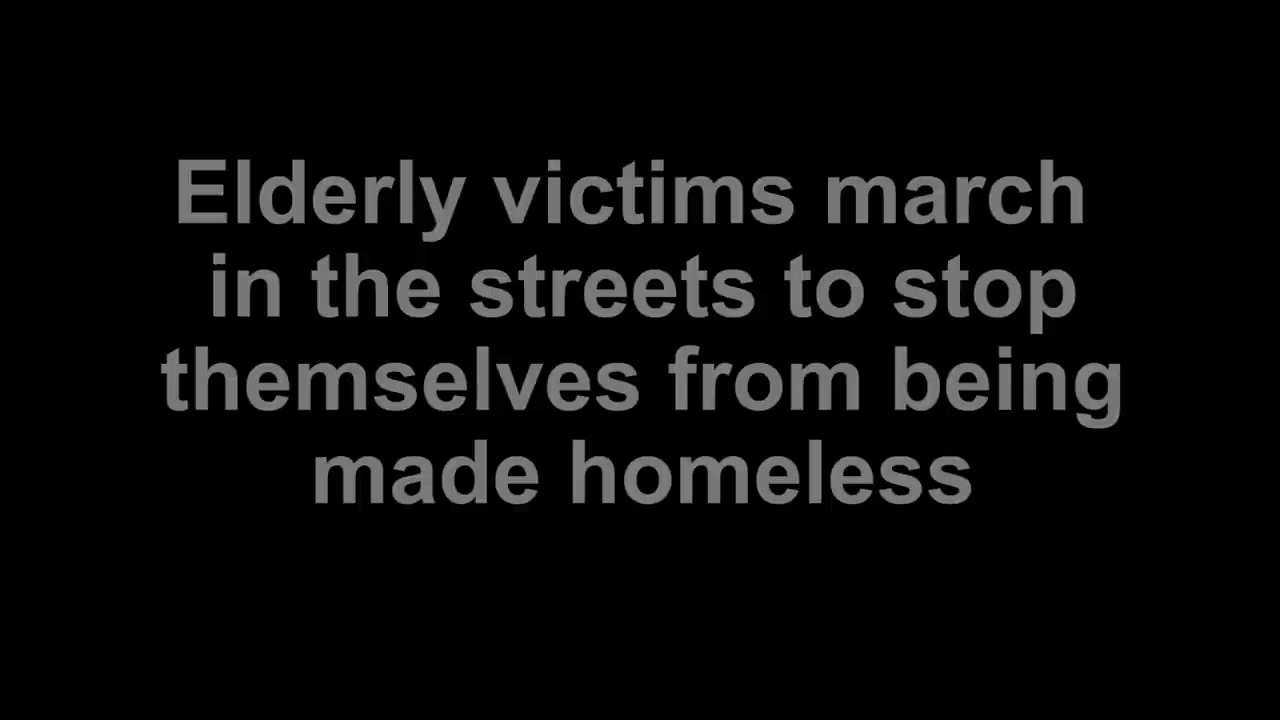 Elderly victims march
in the streets to stop
themselves from being
made homeless